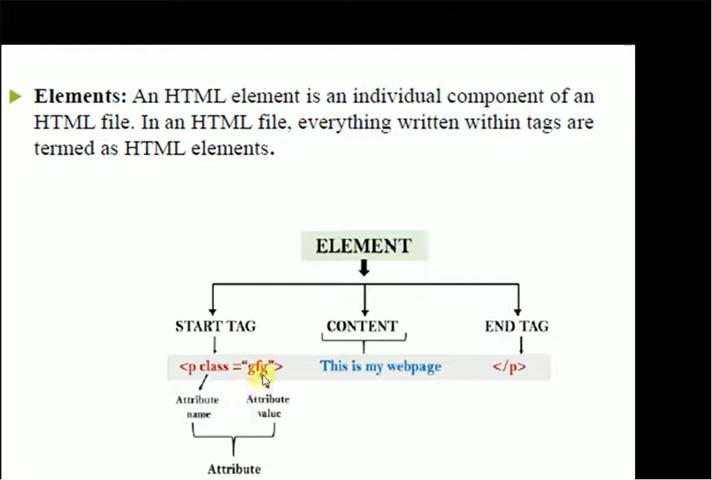 Elements: An HTML element is an individual component of an
HTML file. In an HTML file, everything written within tags are
termed as HTML elements.
ELEMENT
START TAG CONTENT END TAG
<p class ="gfg"> This is my webpage </p>
Attribute name Attribute value
Attribute